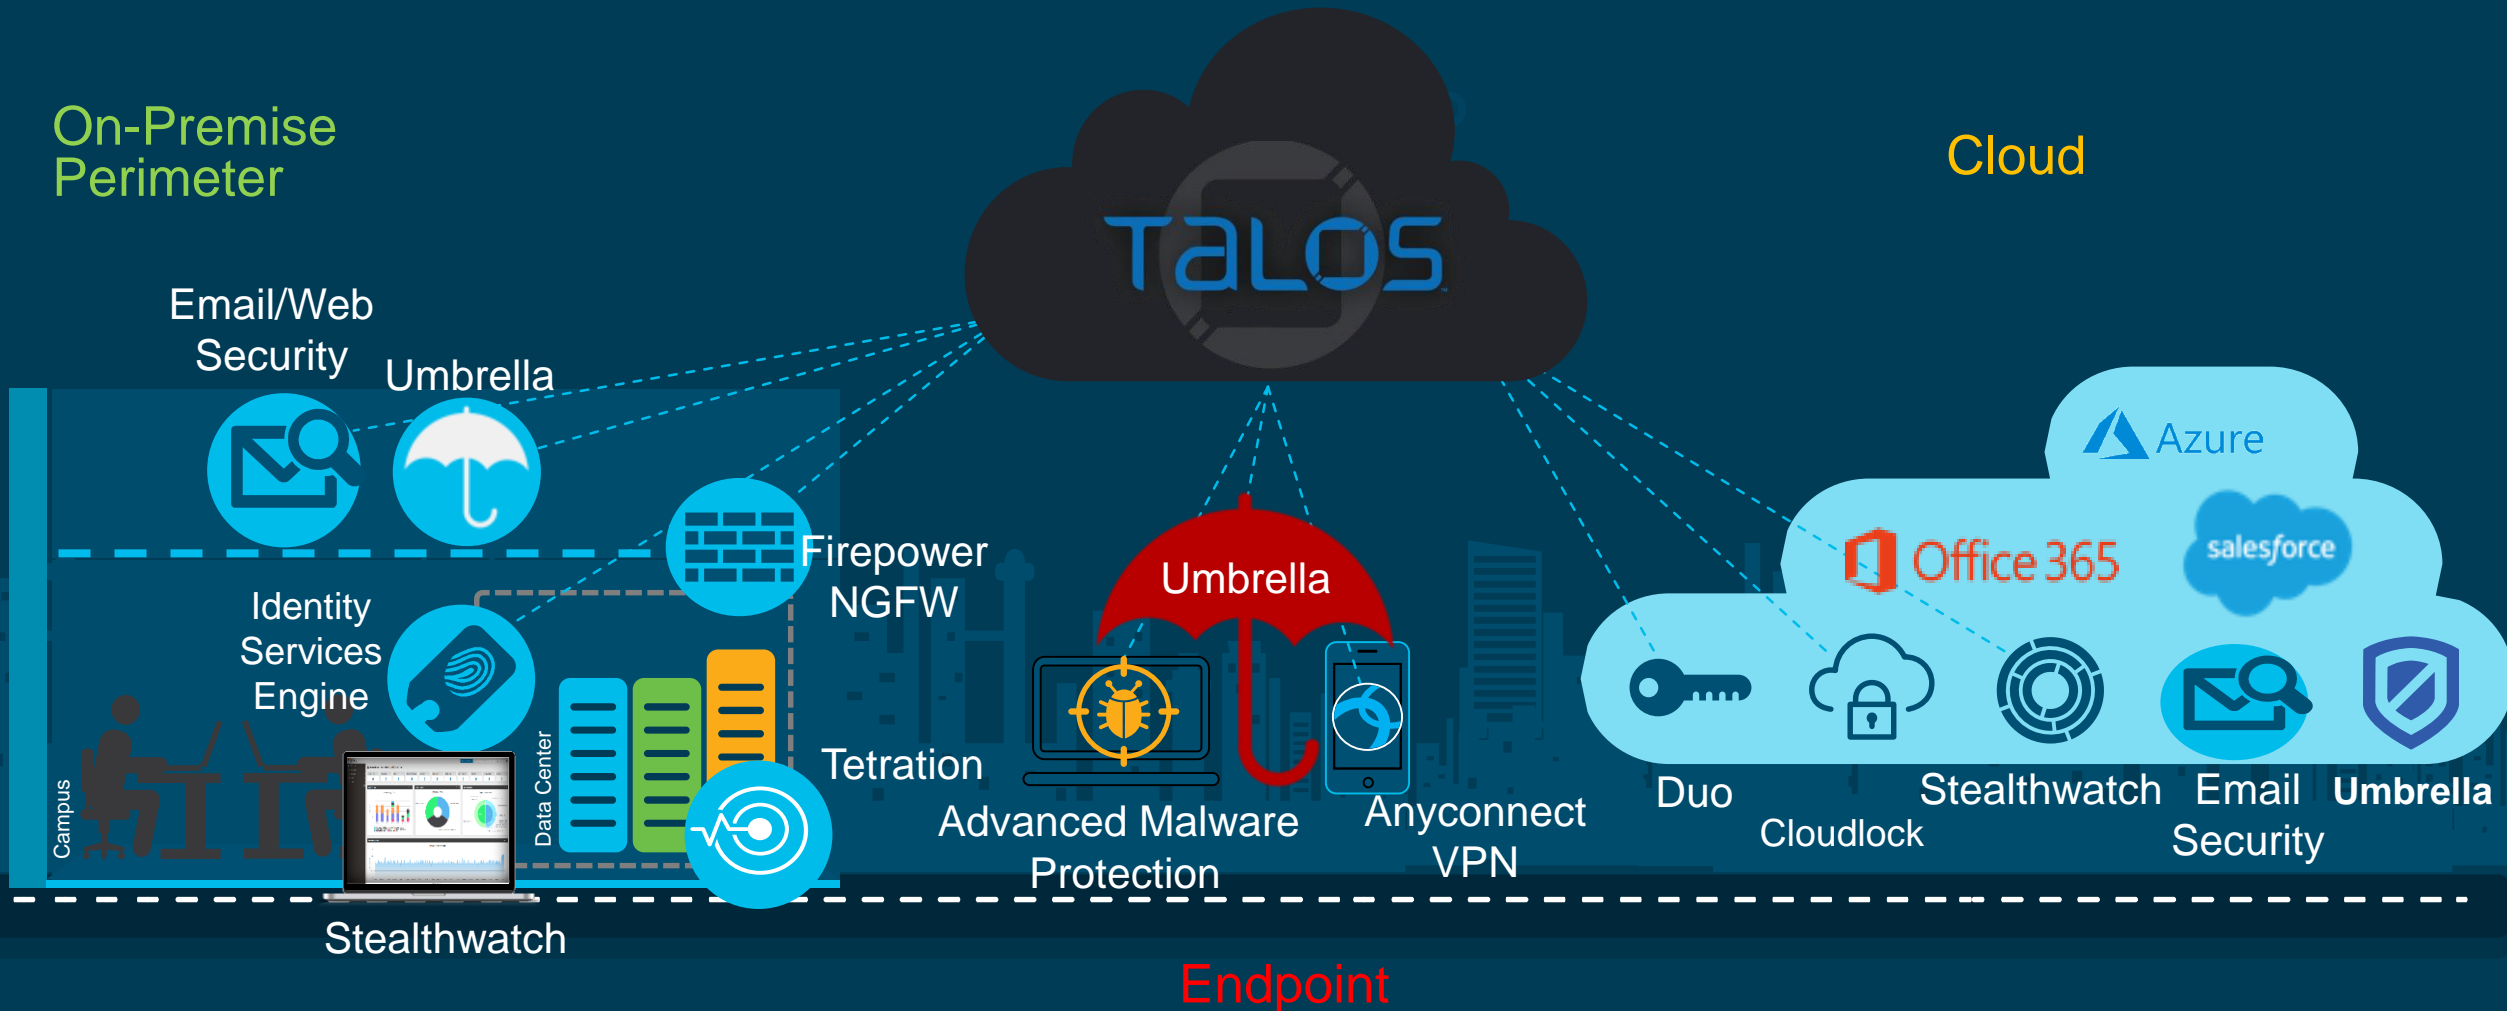 On-Premise
Perimeter
Cloud
TALOS
Email/Web
Security
Umbrella
Firepower
NGFW
Identity
Services
Engine
Campus
Data Center
Tetration
Stealthwatch
Umbrella
Advanced Malware
Protection
Anyconnect
VPN
Azure
Office 365
salesforce
Duo
Cloudlock
Stealthwatch
Email
Security
Umbrella
Endpoint